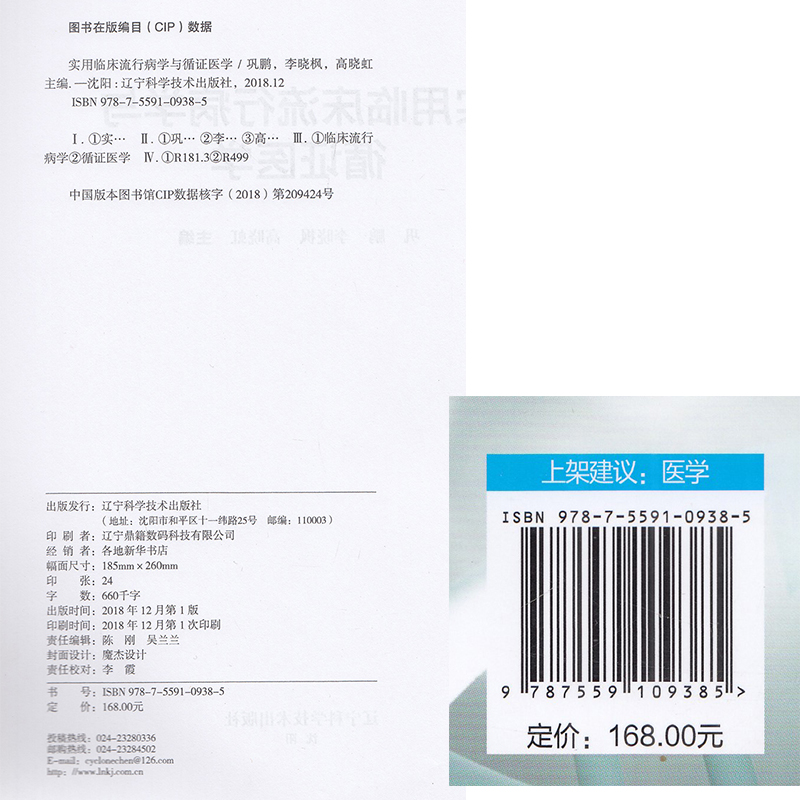 图书在版编目（CIP）数据
实用临床流行病学与循证医学 / 巩鹏，李晓枫，高晓虹
主编. —沈阳：辽宁科学技术出版社，2018.12
ISBN 978-7-5591-0938-5
Ⅰ. ①实… Ⅱ. ①巩… ②李… ③高… Ⅲ. ①临床流行
病学②循证医学 Ⅳ. ①R181.3②R499
中国版本图书馆CIP数据核字（2018）第209424号
出版发行：辽宁科学技术出版社
（地址：沈阳市和平区十一纬路25号 邮编：110003）
印 刷 者：辽宁鼎籍数码科技有限公司
经 销 者：各地新华书店
幅面尺寸：185mm×260mm
印 张：24
字 数：660千字
出版时间：2018 年 12 月第 1 版
印刷时间：2018 年 12 月第 1 次印刷
责任编辑：陈 刚 吴兰兰
封面设计：魔杰设计
责任校对：李 霞
书 号：ISBN 978-7-5591-0938-5
定 价：168.00元
投稿热线：024-23280336
邮购热线：024-23284502
E-mail：cyclonechen@126.com
http：//www.lnkj.com.cn
上架建议：医学
ISBN 978-7-5591-0938-5
9 787559 109385 >
定价：168.00元